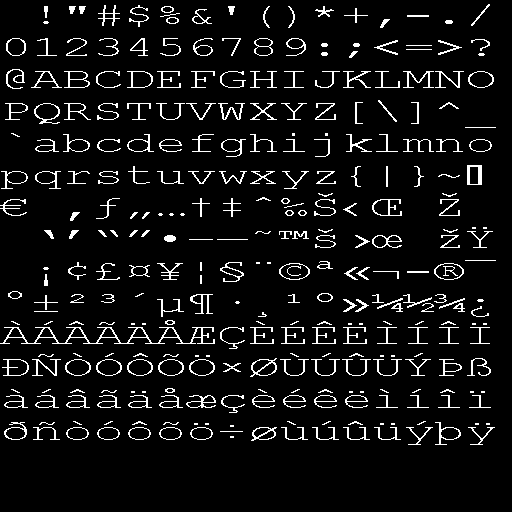 ! " # $ % & ' ( ) * + , - . /
0 1 2 3 4 5 6 7 8 9 : ; < = > ?
@ A B C D E F G H I J K L M N O
P Q R S T U V W X Y Z [ \ ] ^ _
` a b c d e f g h i j k l m n o
p q r s t u v w x y z { | } ~ ▯
€ ‚ ƒ „ … † ‡ ˆ ‰ Š ‹ Œ Ž
‘ ’ “ ” • – — ˜ ™ Š › œ ž Ÿ
¡ ¢ £ ¤ ¥ ¦ § ¨ © ª « ¬ - ® ¯
° ± ² ³ ´ µ ¶ · ¸ ¹ º » ¼ ½ ¾ ¿
À Á Â Ã Ä Å Æ Ç È É Ê Ë Ì Í Î Ï
Ð Ñ Ò Ó Ô Õ Ö × Ø Ù Ú Û Ü Ý Þ ß
à á â ã ä å æ ç è é ê ë ì í î ï
ð ñ ò ó ô õ ö ÷ ø ù ú û ü ý þ ÿ